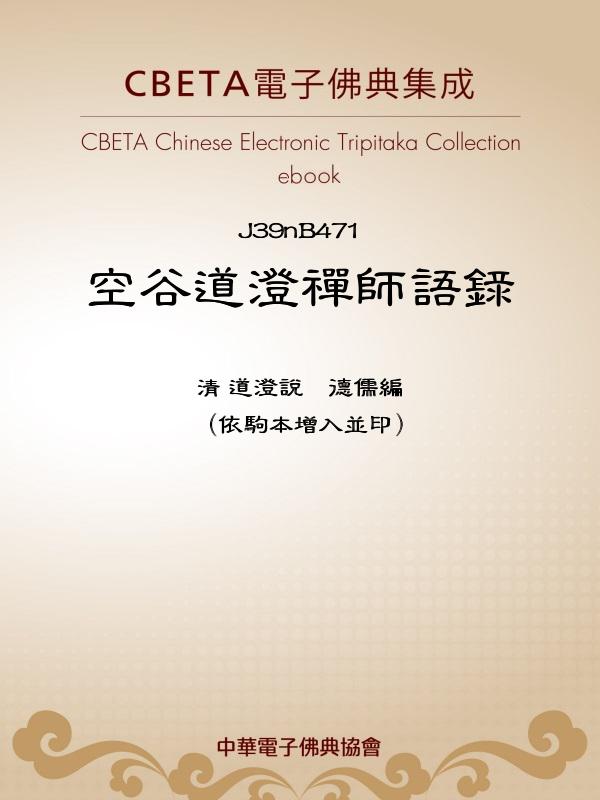 CBETA電子佛典集成
CBETA Chinese Electronic Tripitaka Collection
ebook
J39nB471
空谷道澄禪師語錄
清 道澄說　德儒編
（依駒本增入並印）
中華電子佛典協會